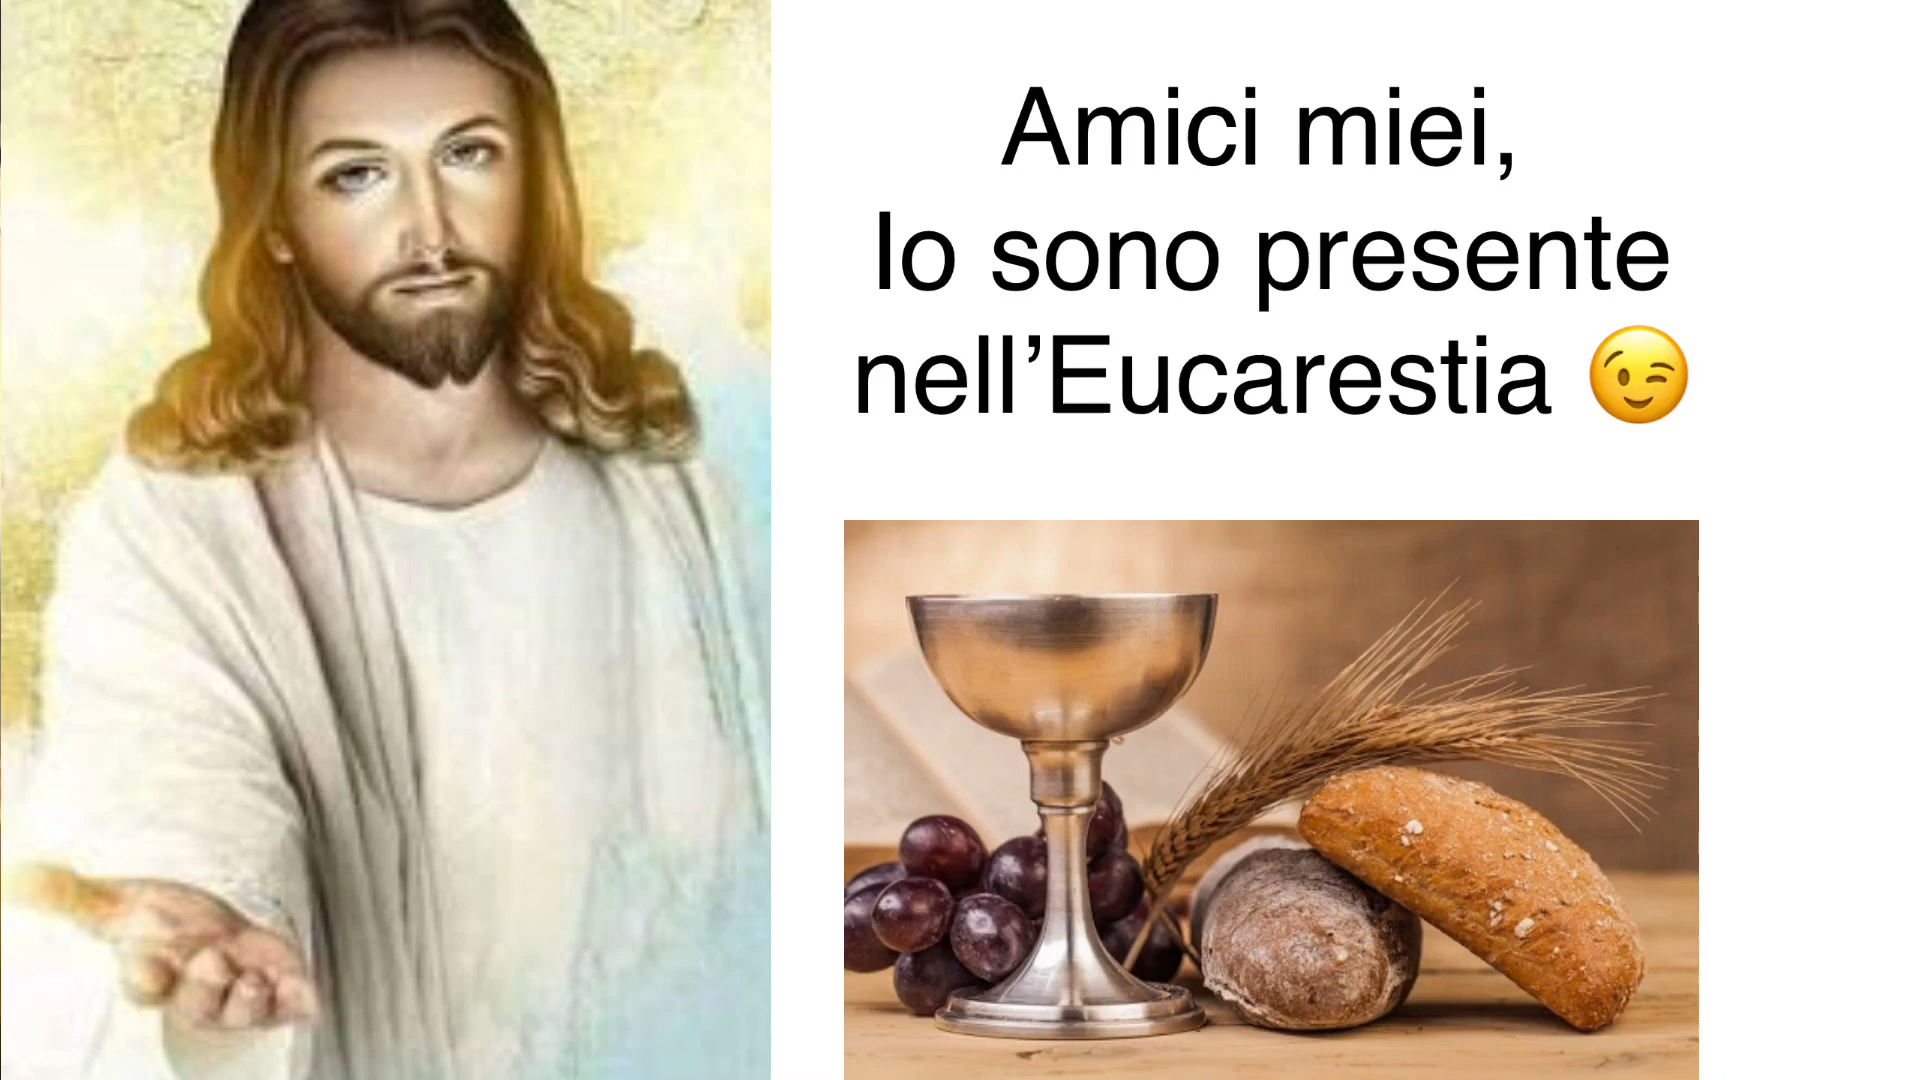 Amici miei,
Io sono presente
nell’Eucarestia 😉